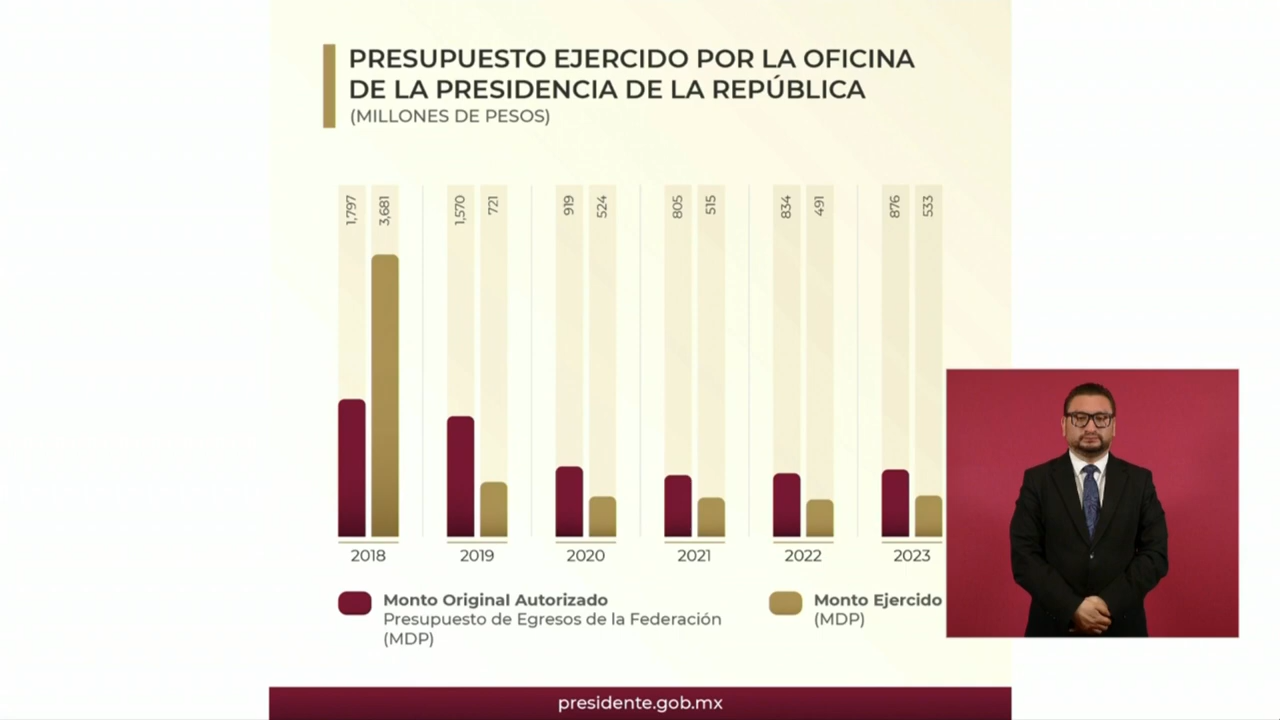 PRESUPUESTO EJERCIDO POR LA OFICINA
DE LA PRESIDENCIA DE LA REPÚBLICA
(MILLONES DE PESOS)
1,797
3,681
1,570
721
919
524
805
515
834
491
876
533
2018
2019
2020
2021
2022
2023
Monto Original Autorizado
Presupuesto de Egresos de la Federación
(MDP)
Monto Ejercido
(MDP)
presidente.gob.mx